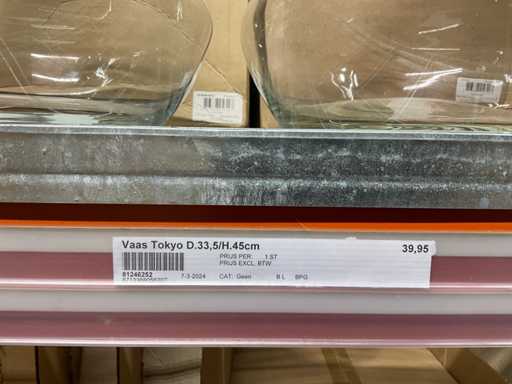 Vaas Tokyo D.33,5/H.45cm
39,95
PRIJS PER: 1 ST
PRIJS EXCL. BTW
81246252
7-3-2024 CAT: Geen B L BPG